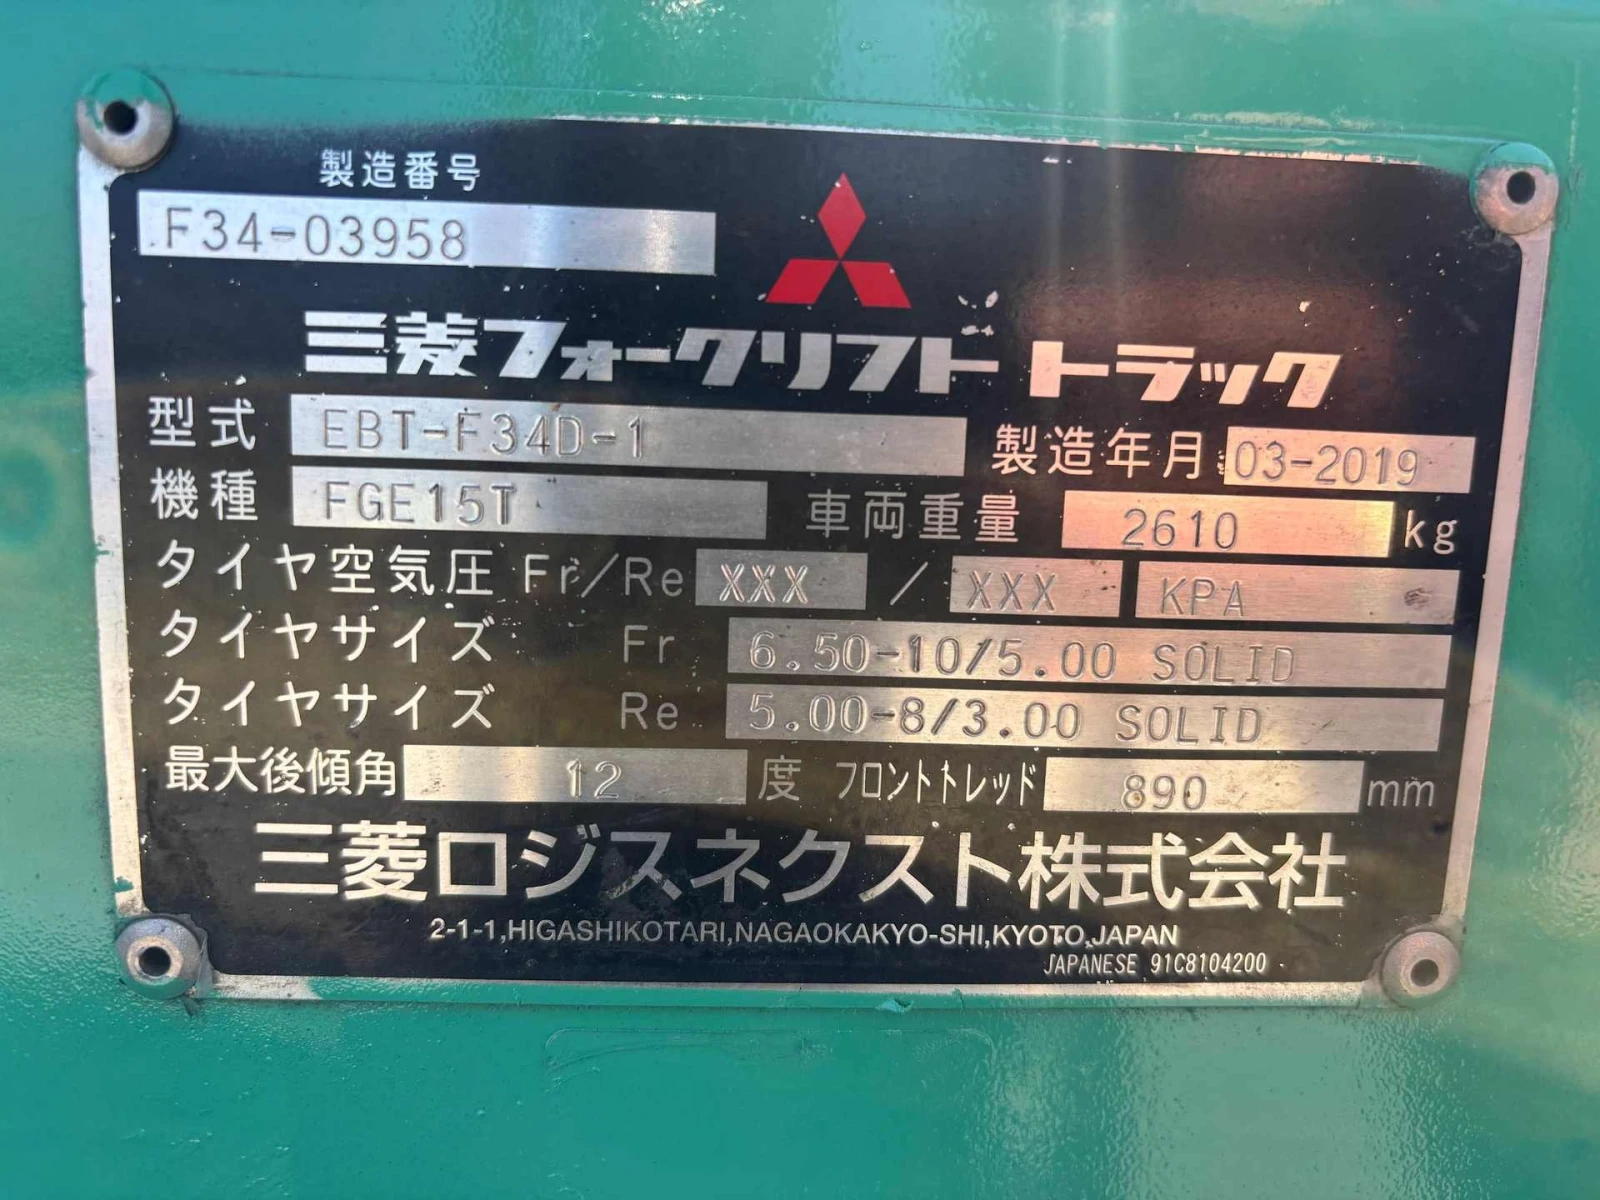 製造番号
F34-03958
三菱フォークリフト トラック
型式 EBT-F34D-1 製造年月 03-2019
機種 FGE15T 車両重量 2610 kg
タイヤ空気圧 Fr/Re XXX / XXX KPA
タイヤサイズ Fr 6.50-10/5.00 SOLID
タイヤサイズ Re 5.00-8/3.00 SOLID
最大後傾角 12 度 フロントトレッド 890 mm
三菱ロジスネクスト株式会社
2-1-1,HIGASHIKOTARI,NAGAOKAKYO-SHI,KYOTO,JAPAN
JAPANESE 91C8104200